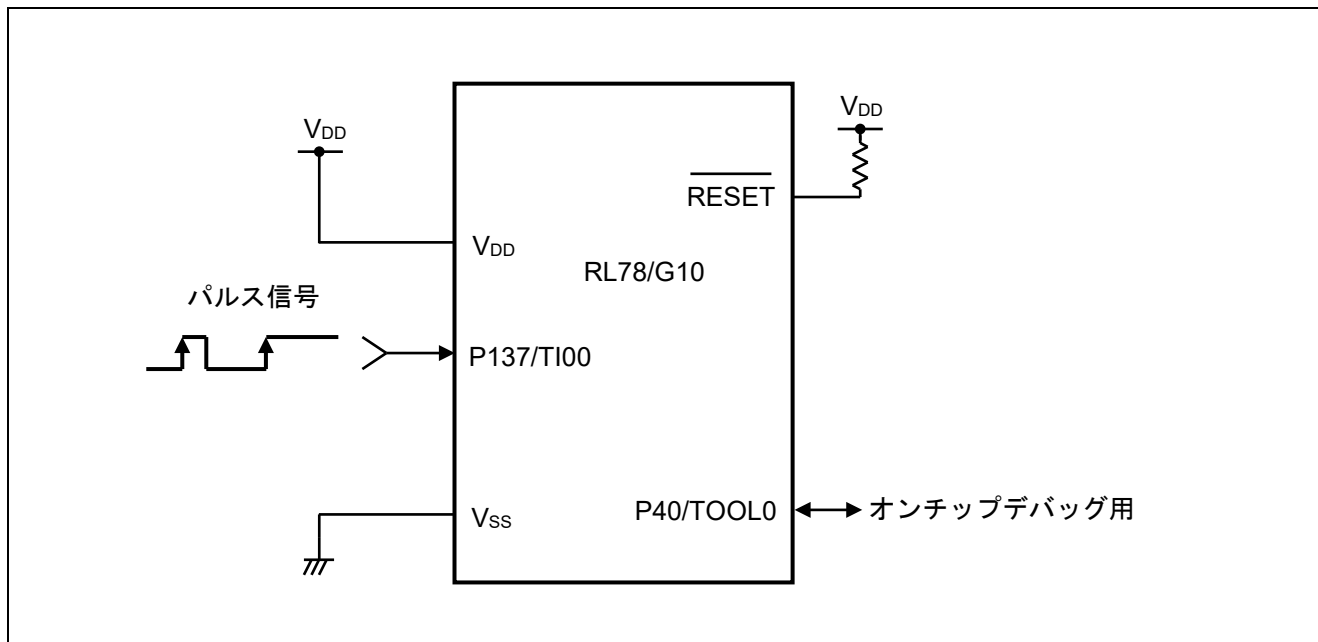 VDD
VDD
RESET
VDD
RL78/G10
パルス信号
P137/TI00
P40/TOOL0
オンチップデバッグ用
VSS